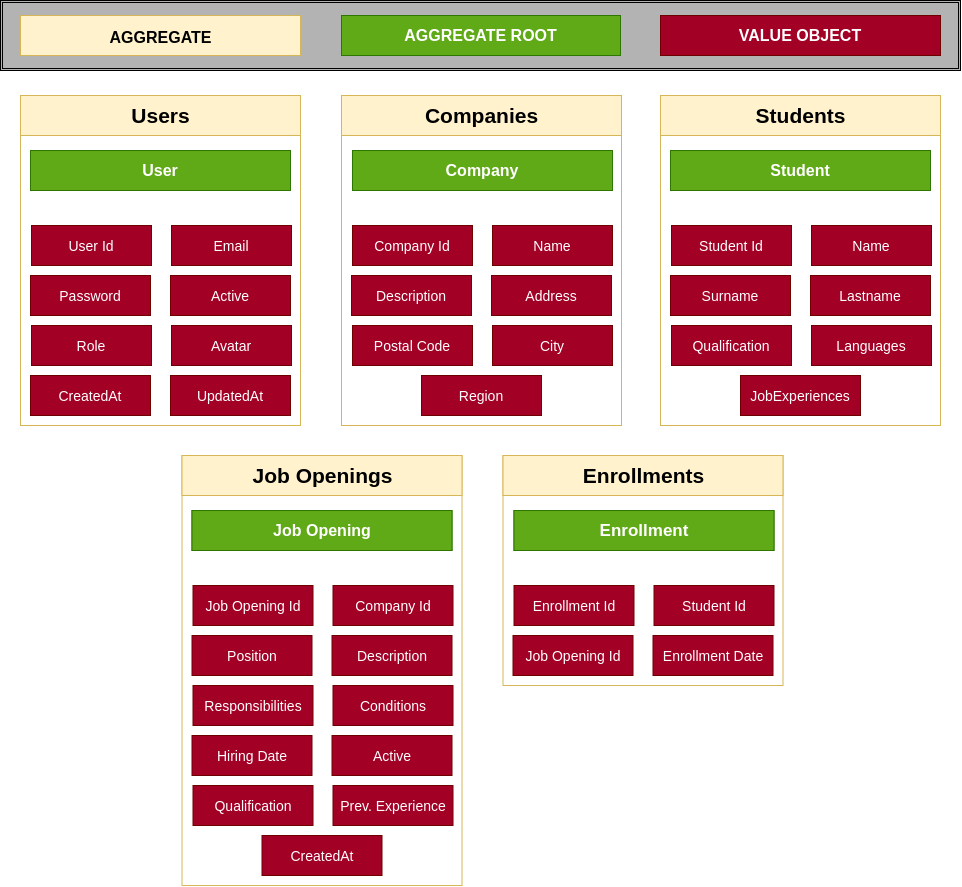 AGGREGATE
AGGREGATE ROOT
VALUE OBJECT
Users
User
User Id
Email
Password
Active
Role
Avatar
CreatedAt
UpdatedAt
Companies
Company
Company Id
Name
Description
Address
Postal Code
City
Region
Students
Student
Student Id
Name
Surname
Lastname
Qualification
Languages
JobExperiences
Job Openings
Job Opening
Job Opening Id
Company Id
Position
Description
Responsibilities
Conditions
Hiring Date
Active
Qualification
Prev. Experience
CreatedAt
Enrollments
Enrollment
Enrollment Id
Student Id
Job Opening Id
Enrollment Date